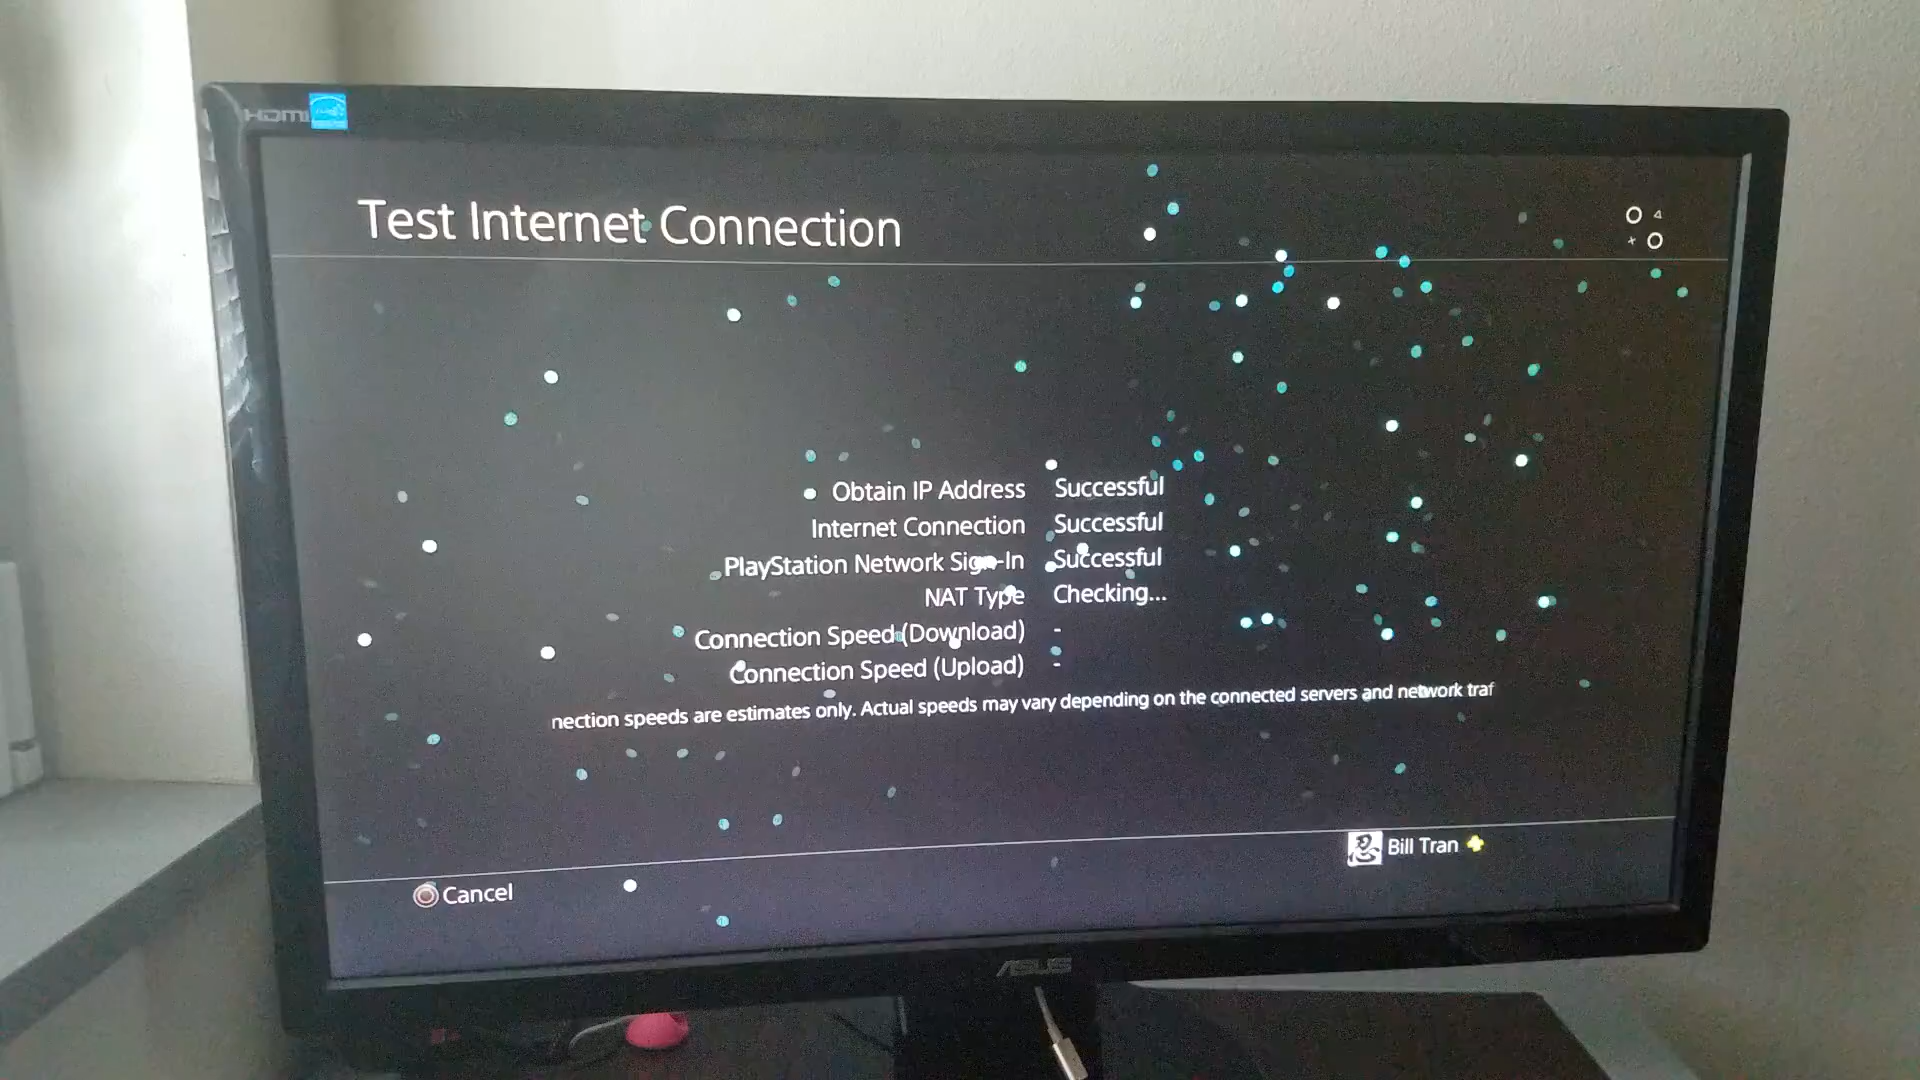 HDMI
Test Internet Connection
Obtain IP Address Successful
Internet Connection Successful
PlayStation Network Sign-In Successful
NAT Type Checking...
Connection Speed (Download) -
Connection Speed (Upload) -
nection speeds are estimates only. Actual speeds may vary depending on the connected servers and network traf
Bill Tran
Cancel
ASUS